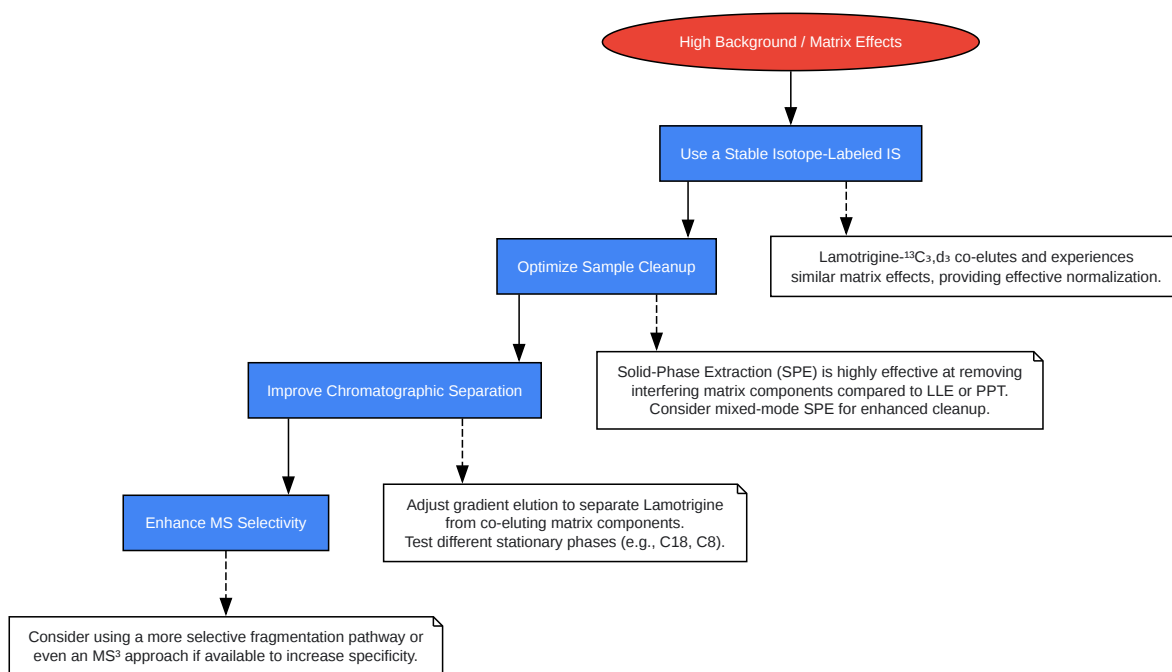 High Background / Matrix Effects
Use a Stable Isotope-Labeled IS
Lamotrigine-¹³C₃,d₃ co-elutes and experiences
similar matrix effects, providing effective normalization.
Optimize Sample Cleanup
Solid-Phase Extraction (SPE) is highly effective at removing
interfering matrix components compared to LLE or PPT.
Consider mixed-mode SPE for enhanced cleanup.
Improve Chromatographic Separation
Adjust gradient elution to separate Lamotrigine
from co-eluting matrix components.
Test different stationary phases (e.g., C18, C8).
Enhance MS Selectivity
Consider using a more selective fragmentation pathway or
even an MS³ approach if available to increase specificity.